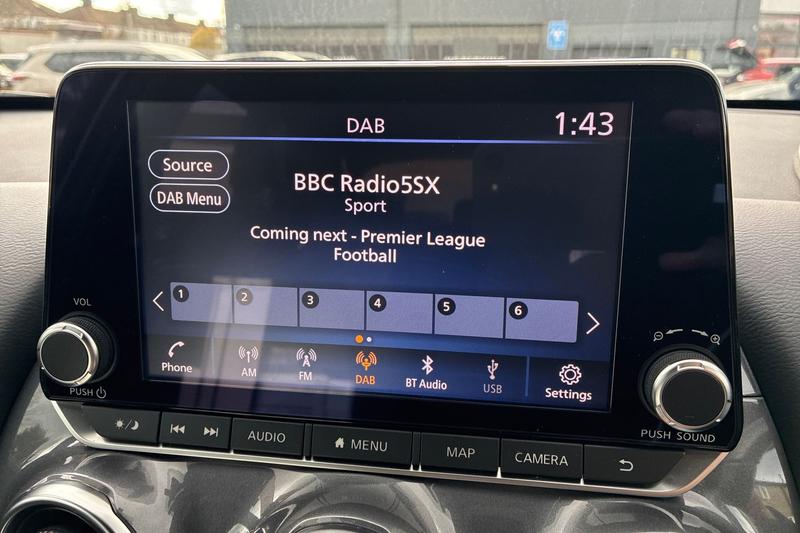 DAB
1:43
Source
DAB Menu
BBC Radio5SX
Sport
Coming next - Premier League
Football
1 2 3 4 5 6
Phone
AM
FM
DAB
BT Audio
USB
Settings
VOL
PUSH
PUSH SOUND
AUDIO
MENU
MAP
CAMERA